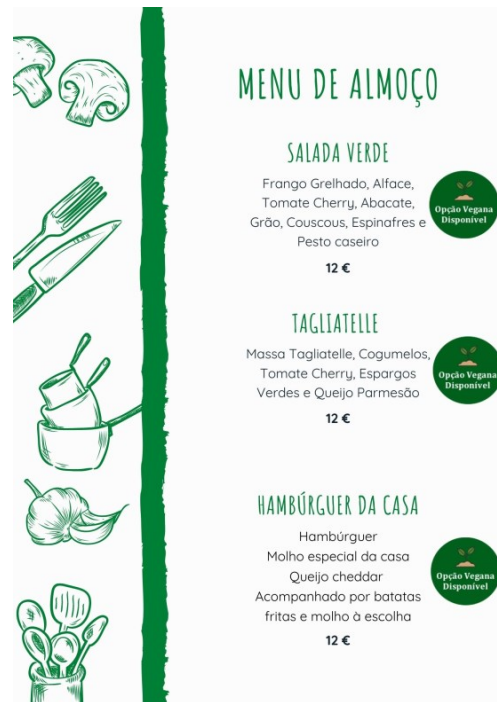 MENU DE ALMOÇO
SALADA VERDE
Frango Grelhado, Alface,
Tomate Cherry, Abacate,
Grão, Couscous, Espinafres e
Pesto caseiro
12 €
Opção Vegana
Disponível
TAGLIATELLE
Massa Tagliatelle, Cogumelos,
Tomate Cherry, Espargos
Verdes e Queijo Parmesão
12 €
Opção Vegana
Disponível
HAMBÚRGUER DA CASA
Hambúrguer
Molho especial da casa
Queijo cheddar
Acompanhado por batatas
fritas e molho à escolha
12 €
Opção Vegana
Disponível